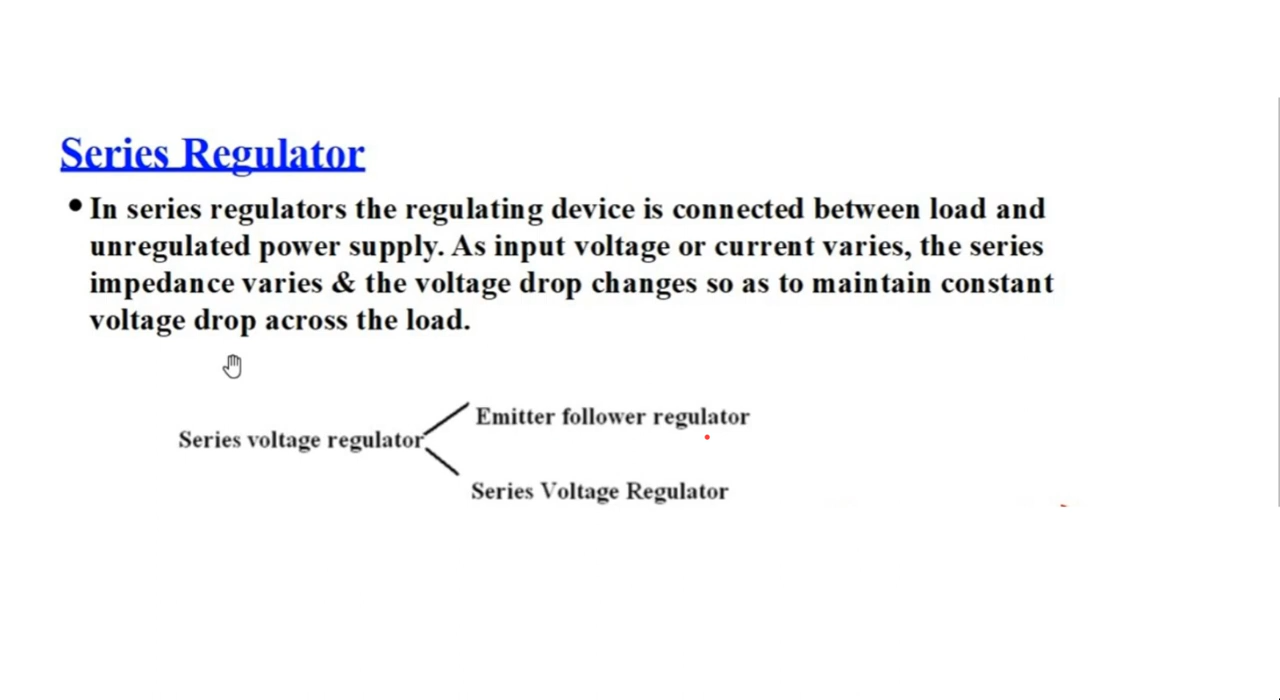 Series Regulator
• In series regulators the regulating device is connected between load and
unregulated power supply. As input voltage or current varies, the series
impedance varies & the voltage drop changes so as to maintain constant
voltage drop across the load.
Emitter follower regulator
Series voltage regulator
Series Voltage Regulator